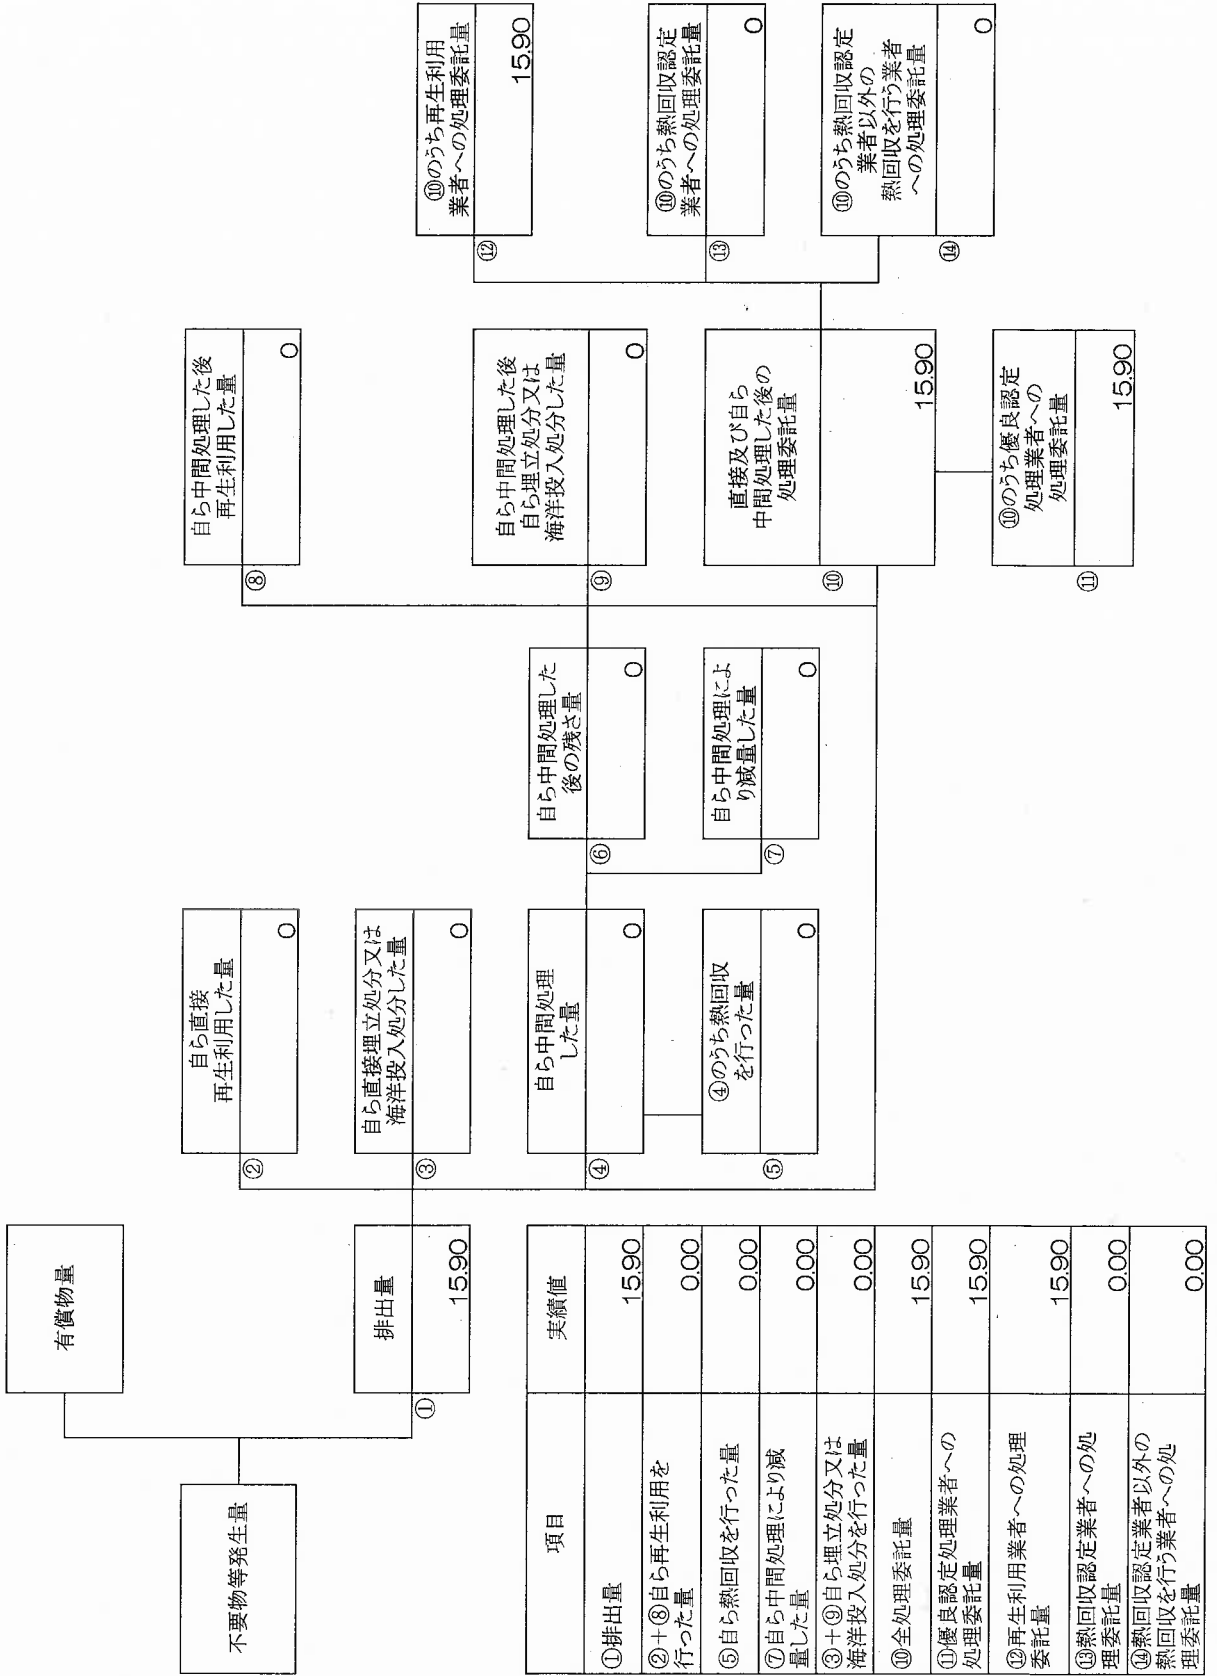 不要物等発生量
有償物量
排出量
①
15.90
自ら直接
再生利用した量
②
0
自ら直接埋立処分又は
海洋投入処分した量
③
0
自ら中間処理
した量
④
0
④のうち熱回収
を行った量
⑤
0
自ら中間処理した
後の残さ量
⑥
0
自ら中間処理によ
り減量した量
⑦
0
自ら中間処理した後
再生利用した量
⑧
0
自ら中間処理した後
自ら埋立処分又は
海洋投入処分した量
⑨
0
直接及び自ら
中間処理した後の
処理委託量
⑩
15.90
⑩のうち優良認定
処理業者への
処理委託量
⑪
15.90
⑩のうち再生利用
業者への処理委託量
⑫
15.90
⑩のうち熱回収認定
業者への処理委託量
⑬
0
⑩のうち熱回収認定
業者以外の
熱回収を行う業者
への処理委託量
⑭
0
項目 実績値
①排出量 15.90
②+⑧自ら再生利用を
行った量 0.00
⑤自ら熱回収を行った量 0.00
⑦自ら中間処理により減
量した量 0.00
③+⑨自ら埋立処分又は
海洋投入処分を行った量 0.00
⑩全処理委託量 15.90
⑪優良認定処理業者への
処理委託量 15.90
⑫再生利用業者への処理
委託量 15.90
⑬熱回収認定業者への処
理委託量 0.00
⑭熱回収認定業者以外の
熱回収を行う業者への処
理委託量 0.00